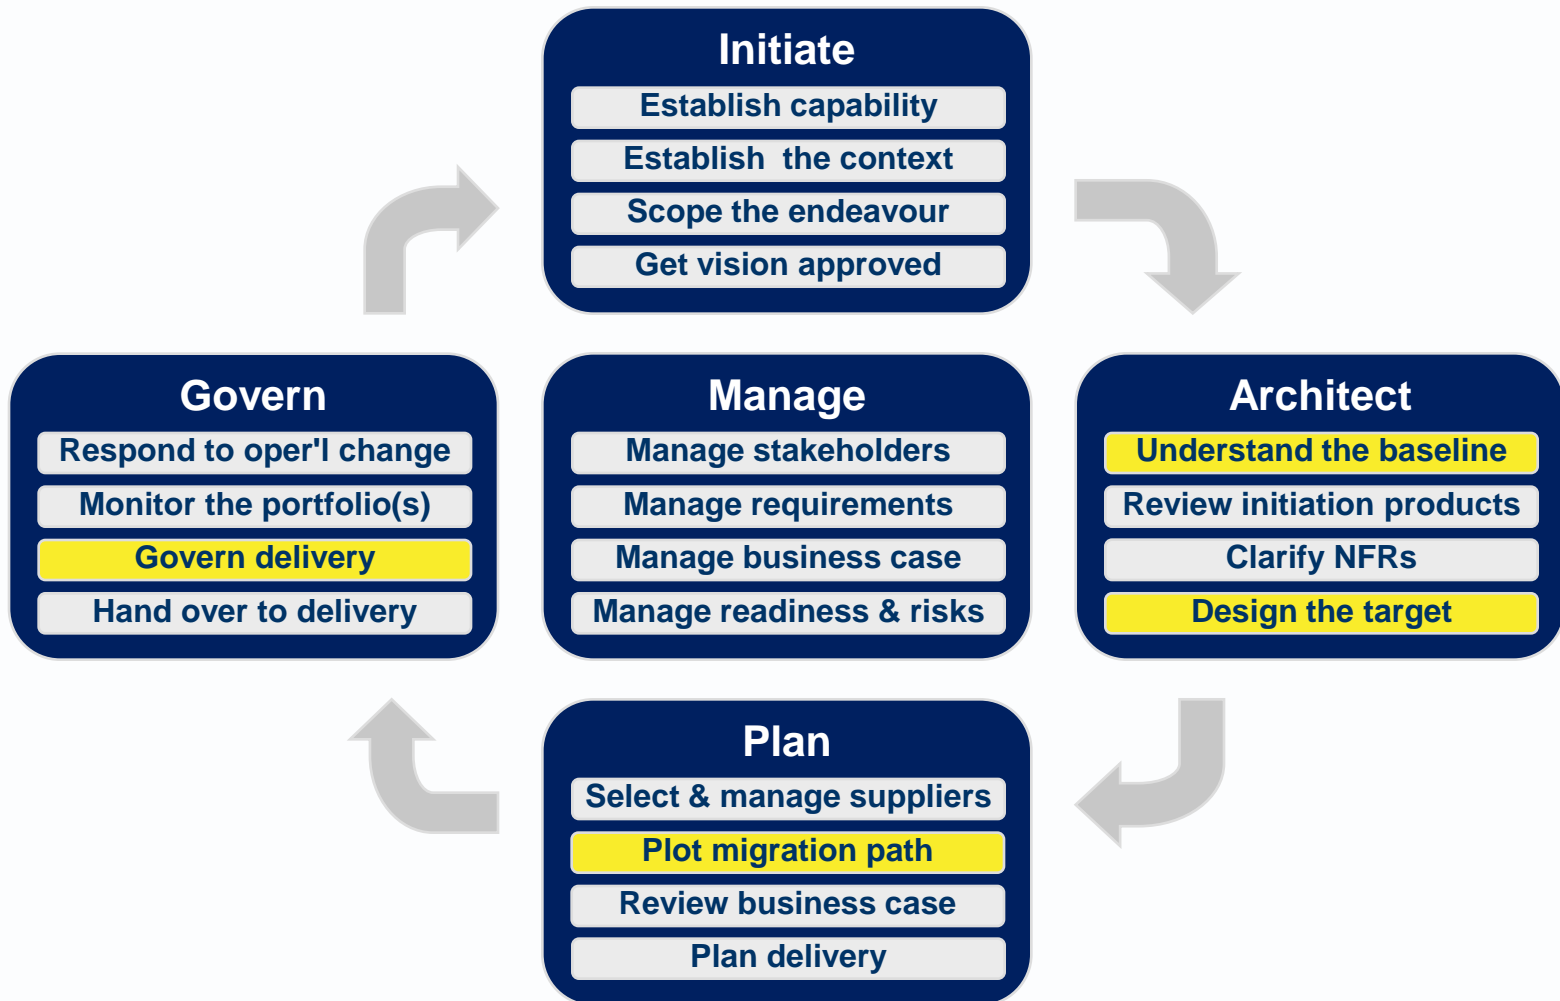 Initiate
Establish capability
Establish  the context
Scope the endeavour
Get vision approved
Govern
Respond to oper'l change
Monitor the portfolio(s)
Govern delivery
Hand over to delivery
Manage
Manage stakeholders
Manage requirements
Manage business case
Manage readiness & risks
Architect
Understand the baseline
Review initiation products
Clarify NFRs
Design the target
Plan
Select & manage suppliers
Plot migration path
Review business case
Plan delivery